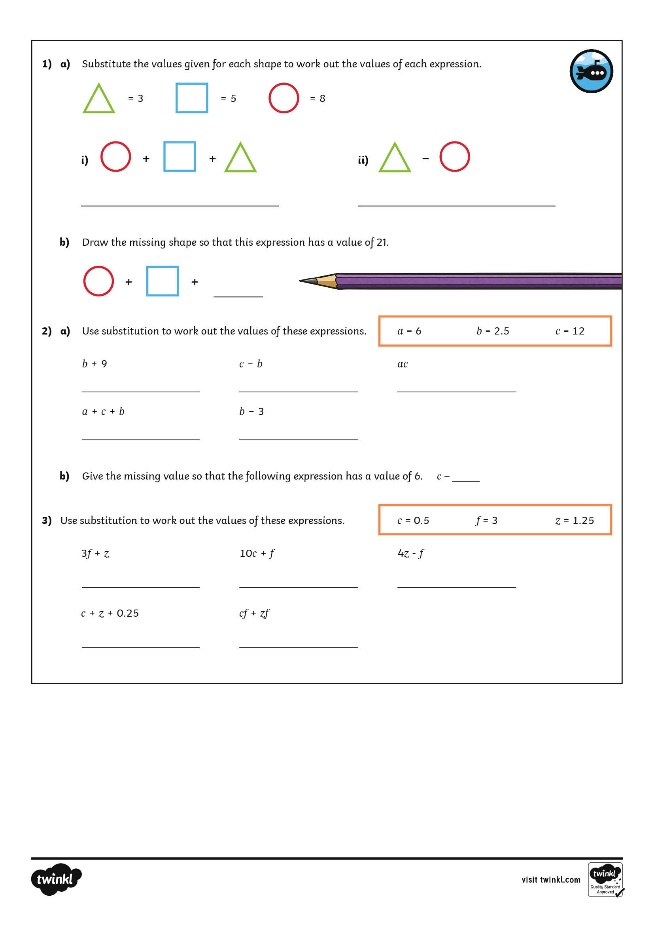 1) a) Substitute the values given for each shape to work out the values of each expression.
= 3 = 5 = 8
i) + + ii) −
b) Draw the missing shape so that this expression has a value of 21.
+ + ______
2) a) Use substitution to work out the values of these expressions. a = 6 b = 2.5 c = 12
b + 9 c − b ac
a + c + b b − 3
b) Give the missing value so that the following expression has a value of 6. c − ____
3) Use substitution to work out the values of these expressions. c = 0.5 f = 3 z = 1.25
3f + z 10c + f 4z - f
c + z + 0.25 cf + zf
twinkl visit twinkl.com twinkl
Quality Standard
Approved